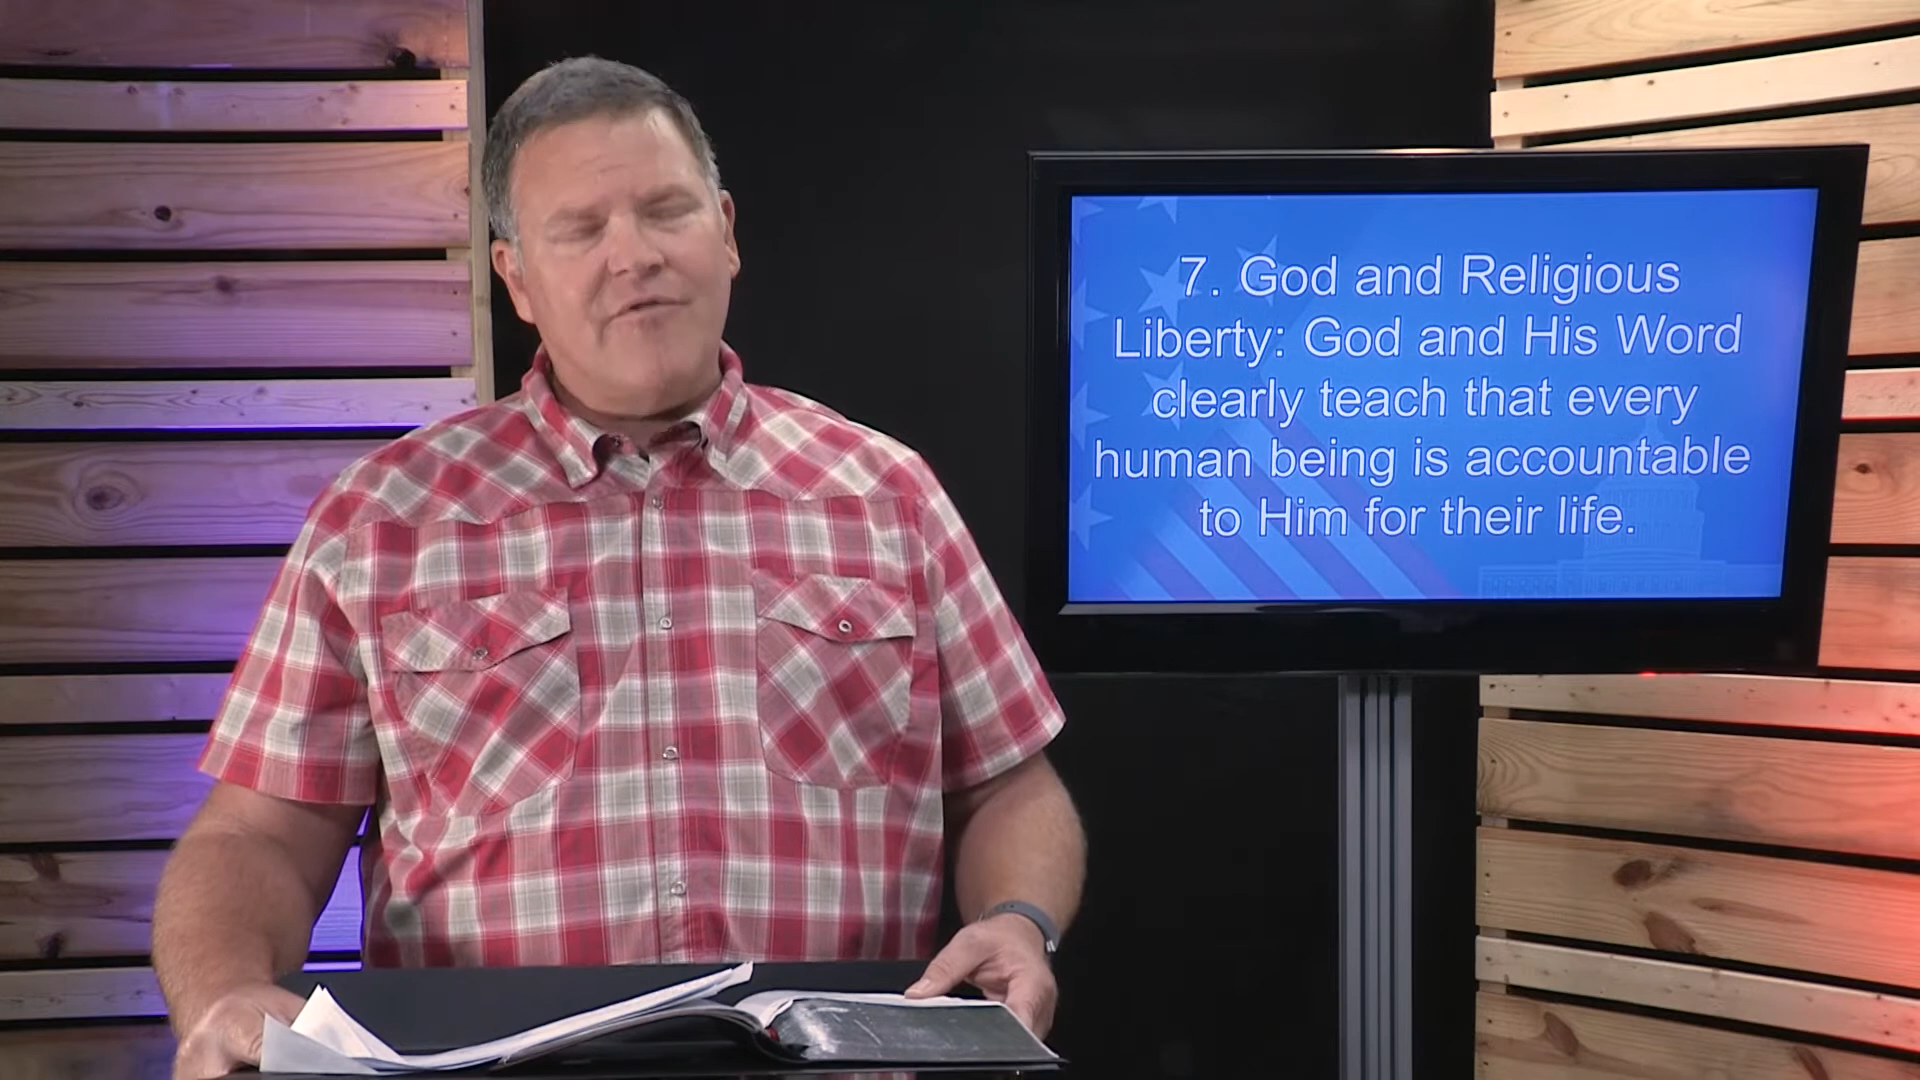 7. God and Religious
Liberty: God and His Word
clearly teach that every
human being is accountable
to Him for their life.